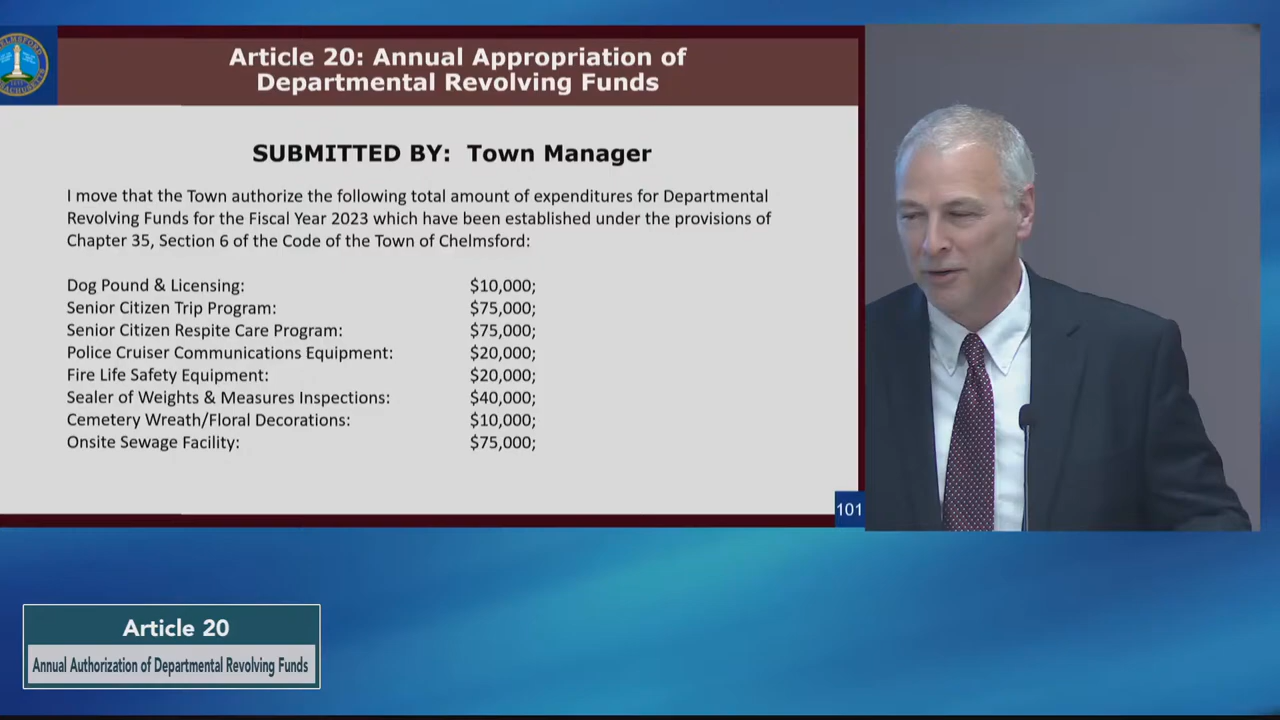 Article 20: Annual Appropriation of
Departmental Revolving Funds
SUBMITTED BY: Town Manager
I move that the Town authorize the following total amount of expenditures for Departmental
Revolving Funds for the Fiscal Year 2023 which have been established under the provisions of
Chapter 35, Section 6 of the Code of the Town of Chelmsford:
Dog Pound & Licensing: $10,000;
Senior Citizen Trip Program: $75,000;
Senior Citizen Respite Care Program: $75,000;
Police Cruiser Communications Equipment: $20,000;
Fire Life Safety Equipment: $20,000;
Sealer of Weights & Measures Inspections: $40,000;
Cemetery Wreath/Floral Decorations: $10,000;
Onsite Sewage Facility: $75,000;
101
Article 20
Annual Authorization of Departmental Revolving Funds